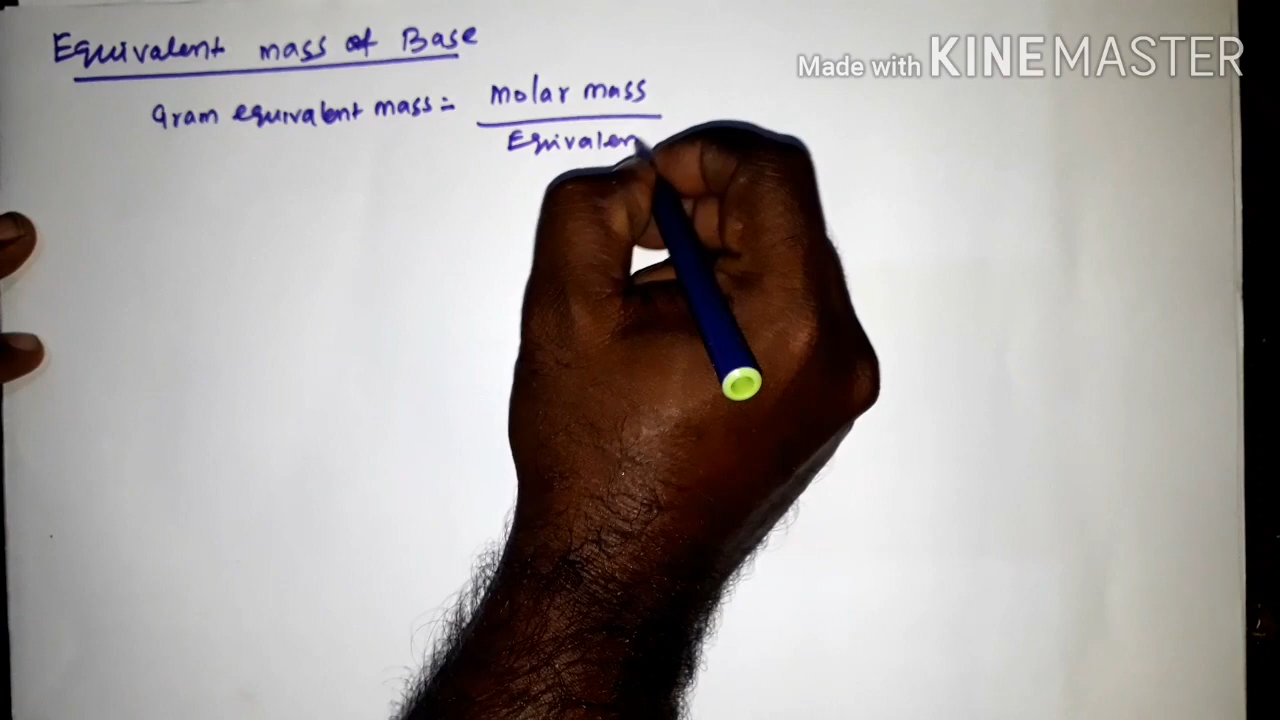 Equivalent mass of Base
Made with KINEMASTER
Gram equivalent mass = Molar mass
Equivalen